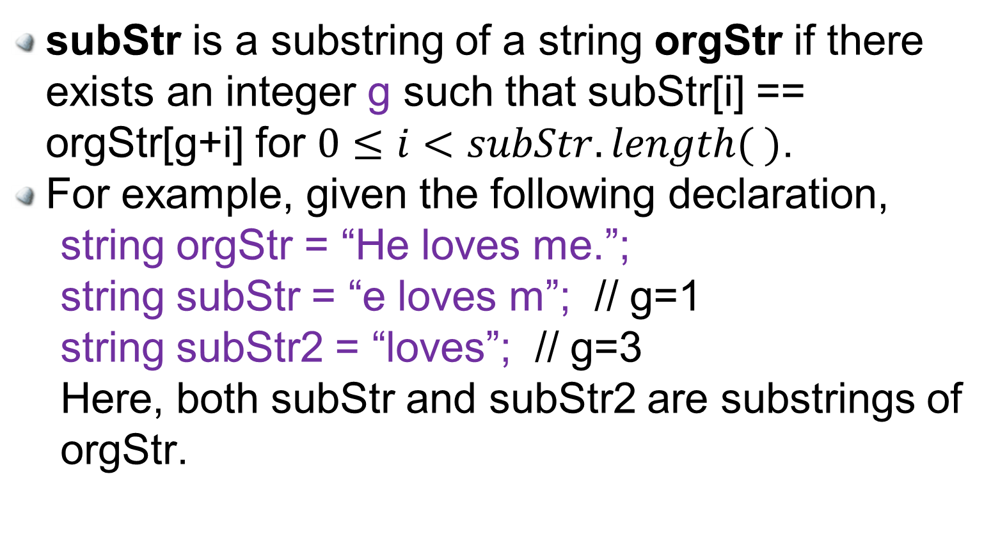 subStr is a substring of a string orgStr if there
exists an integer g such that subStr[i] ==
orgStr[g+i] for 0 ≤ i < subStr.length( ).
For example, given the following declaration,
string orgStr = “He loves me.”;
string subStr = “e loves m”;  // g=1
string subStr2 = “loves”;  // g=3
Here, both subStr and subStr2 are substrings of
orgStr.